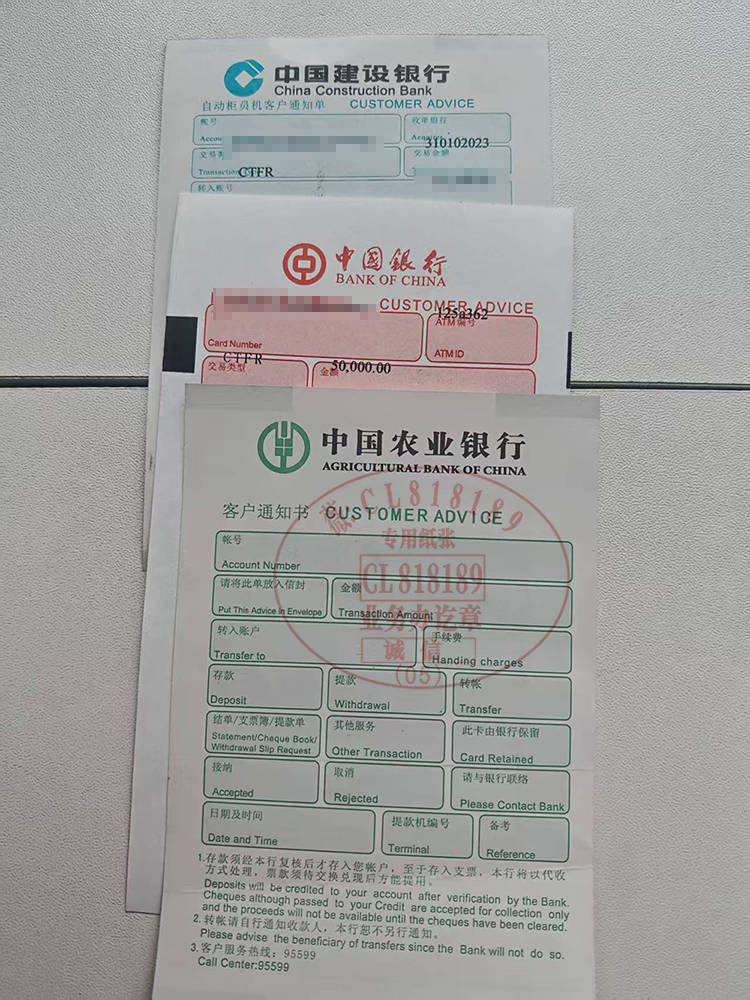 中国建设银行
China Construction Bank
自动柜员机客户通知单 CUSTOMER ADVICE
帐号
收单银行
310102023
交易金额
CTFR
转入账号
中国銀行
BANK OF CHINA
CUSTOMER ADVICE
125a362
ATM编号
Card Number
ATM ID
CTFR
交易类型
金额
50,000.00
中国农业银行
AGRICULTURAL BANK OF CHINA
客户通知书 CUSTOMER ADVICE
微:CL818189
专用纸张
CL818189
业务办讫章
诚信
(05)
帐号
Account Number
请将此单放入信封
Put This Advice In Envelope
金额
Transaction Amount
转入账户
Transfer to
手续费
Handing charges
存款
Deposit
提款
Withdrawal
转帐
Transfer
结单/支票簿/提款单
Statement/Cheque Book/
Withdrawal Slip Request
其他服务
Other Transaction
此卡由银行保留
Card Retained
接纳
Accepted
取消
Rejected
请与银行联络
Please Contact Bank
日期及时间
Date and Time
提款机编号
Terminal
备考
Reference
1.存款须经本行复核后才存入您帐户，至于存入支票，本行将以代收
方式处理，票款须待交换兑现后方能提用。
Deposits will be credited to your account after verification by the Bank.
Cheques although passed to your Credit are accepted for collection only
and the proceeds will not be available until the cheques have been cleared.
2.转帐请自行通知收款人，本行恕不另行通知。
Please advise the beneficiary of transfers since the Bank will not do so.
3.客户服务热线：95599
Call Center:95599